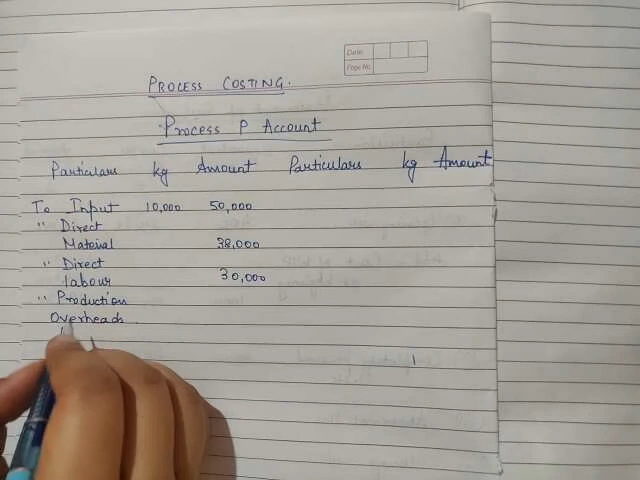 Date:
Page No:
PROCESS COSTING.
PROCESS P ACCOUNT
Particulars kg Amount Particulars kg Amount
To Input 10,000 50,000
" Direct
Material 38,000
" Direct
labour 30,000
" Production
Overheads